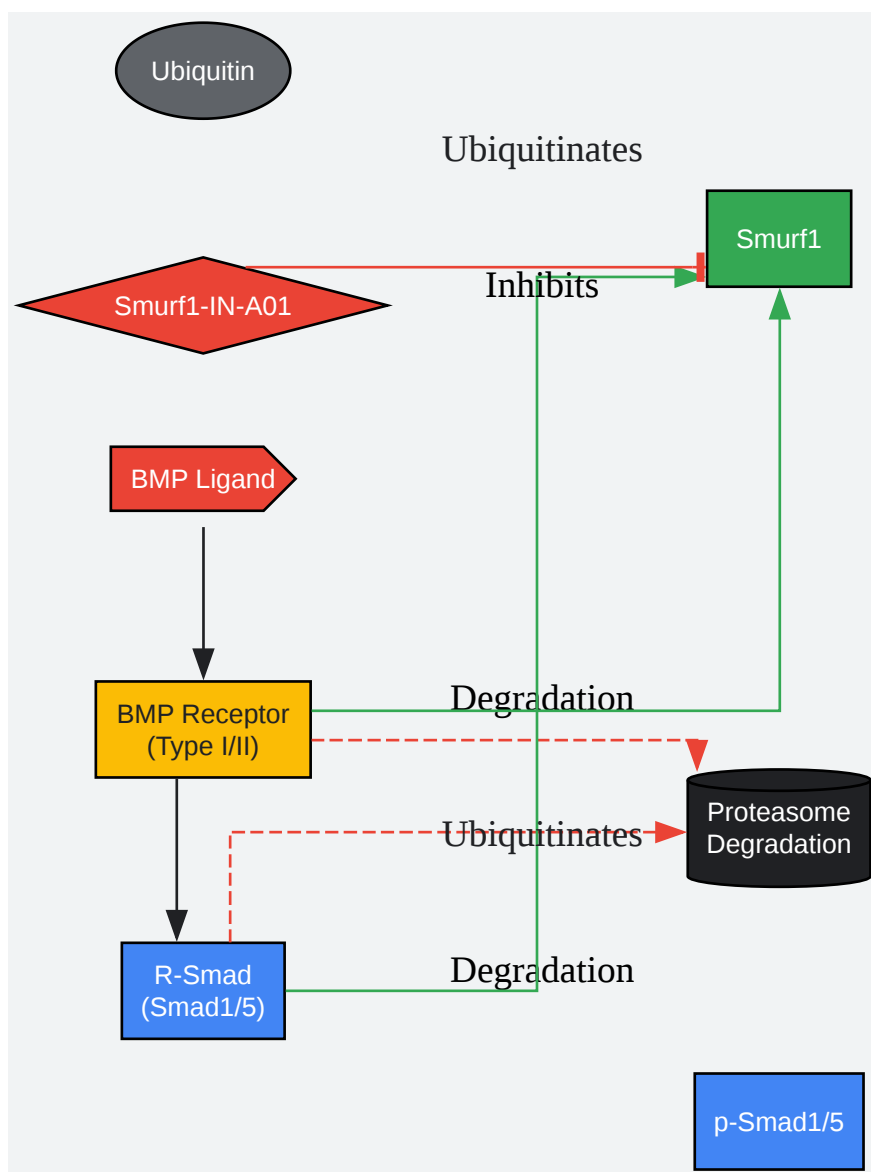 Ubiquitin
Ubiquitinates
Smurf1
Inhibits
Smurf1-IN-A01
BMP Ligand
Degradation
BMP Receptor
(Type I/II)
Proteasome
Degradation
Ubiquitinates
Degradation
R-Smad
(Smad1/5)
p-Smad1/5